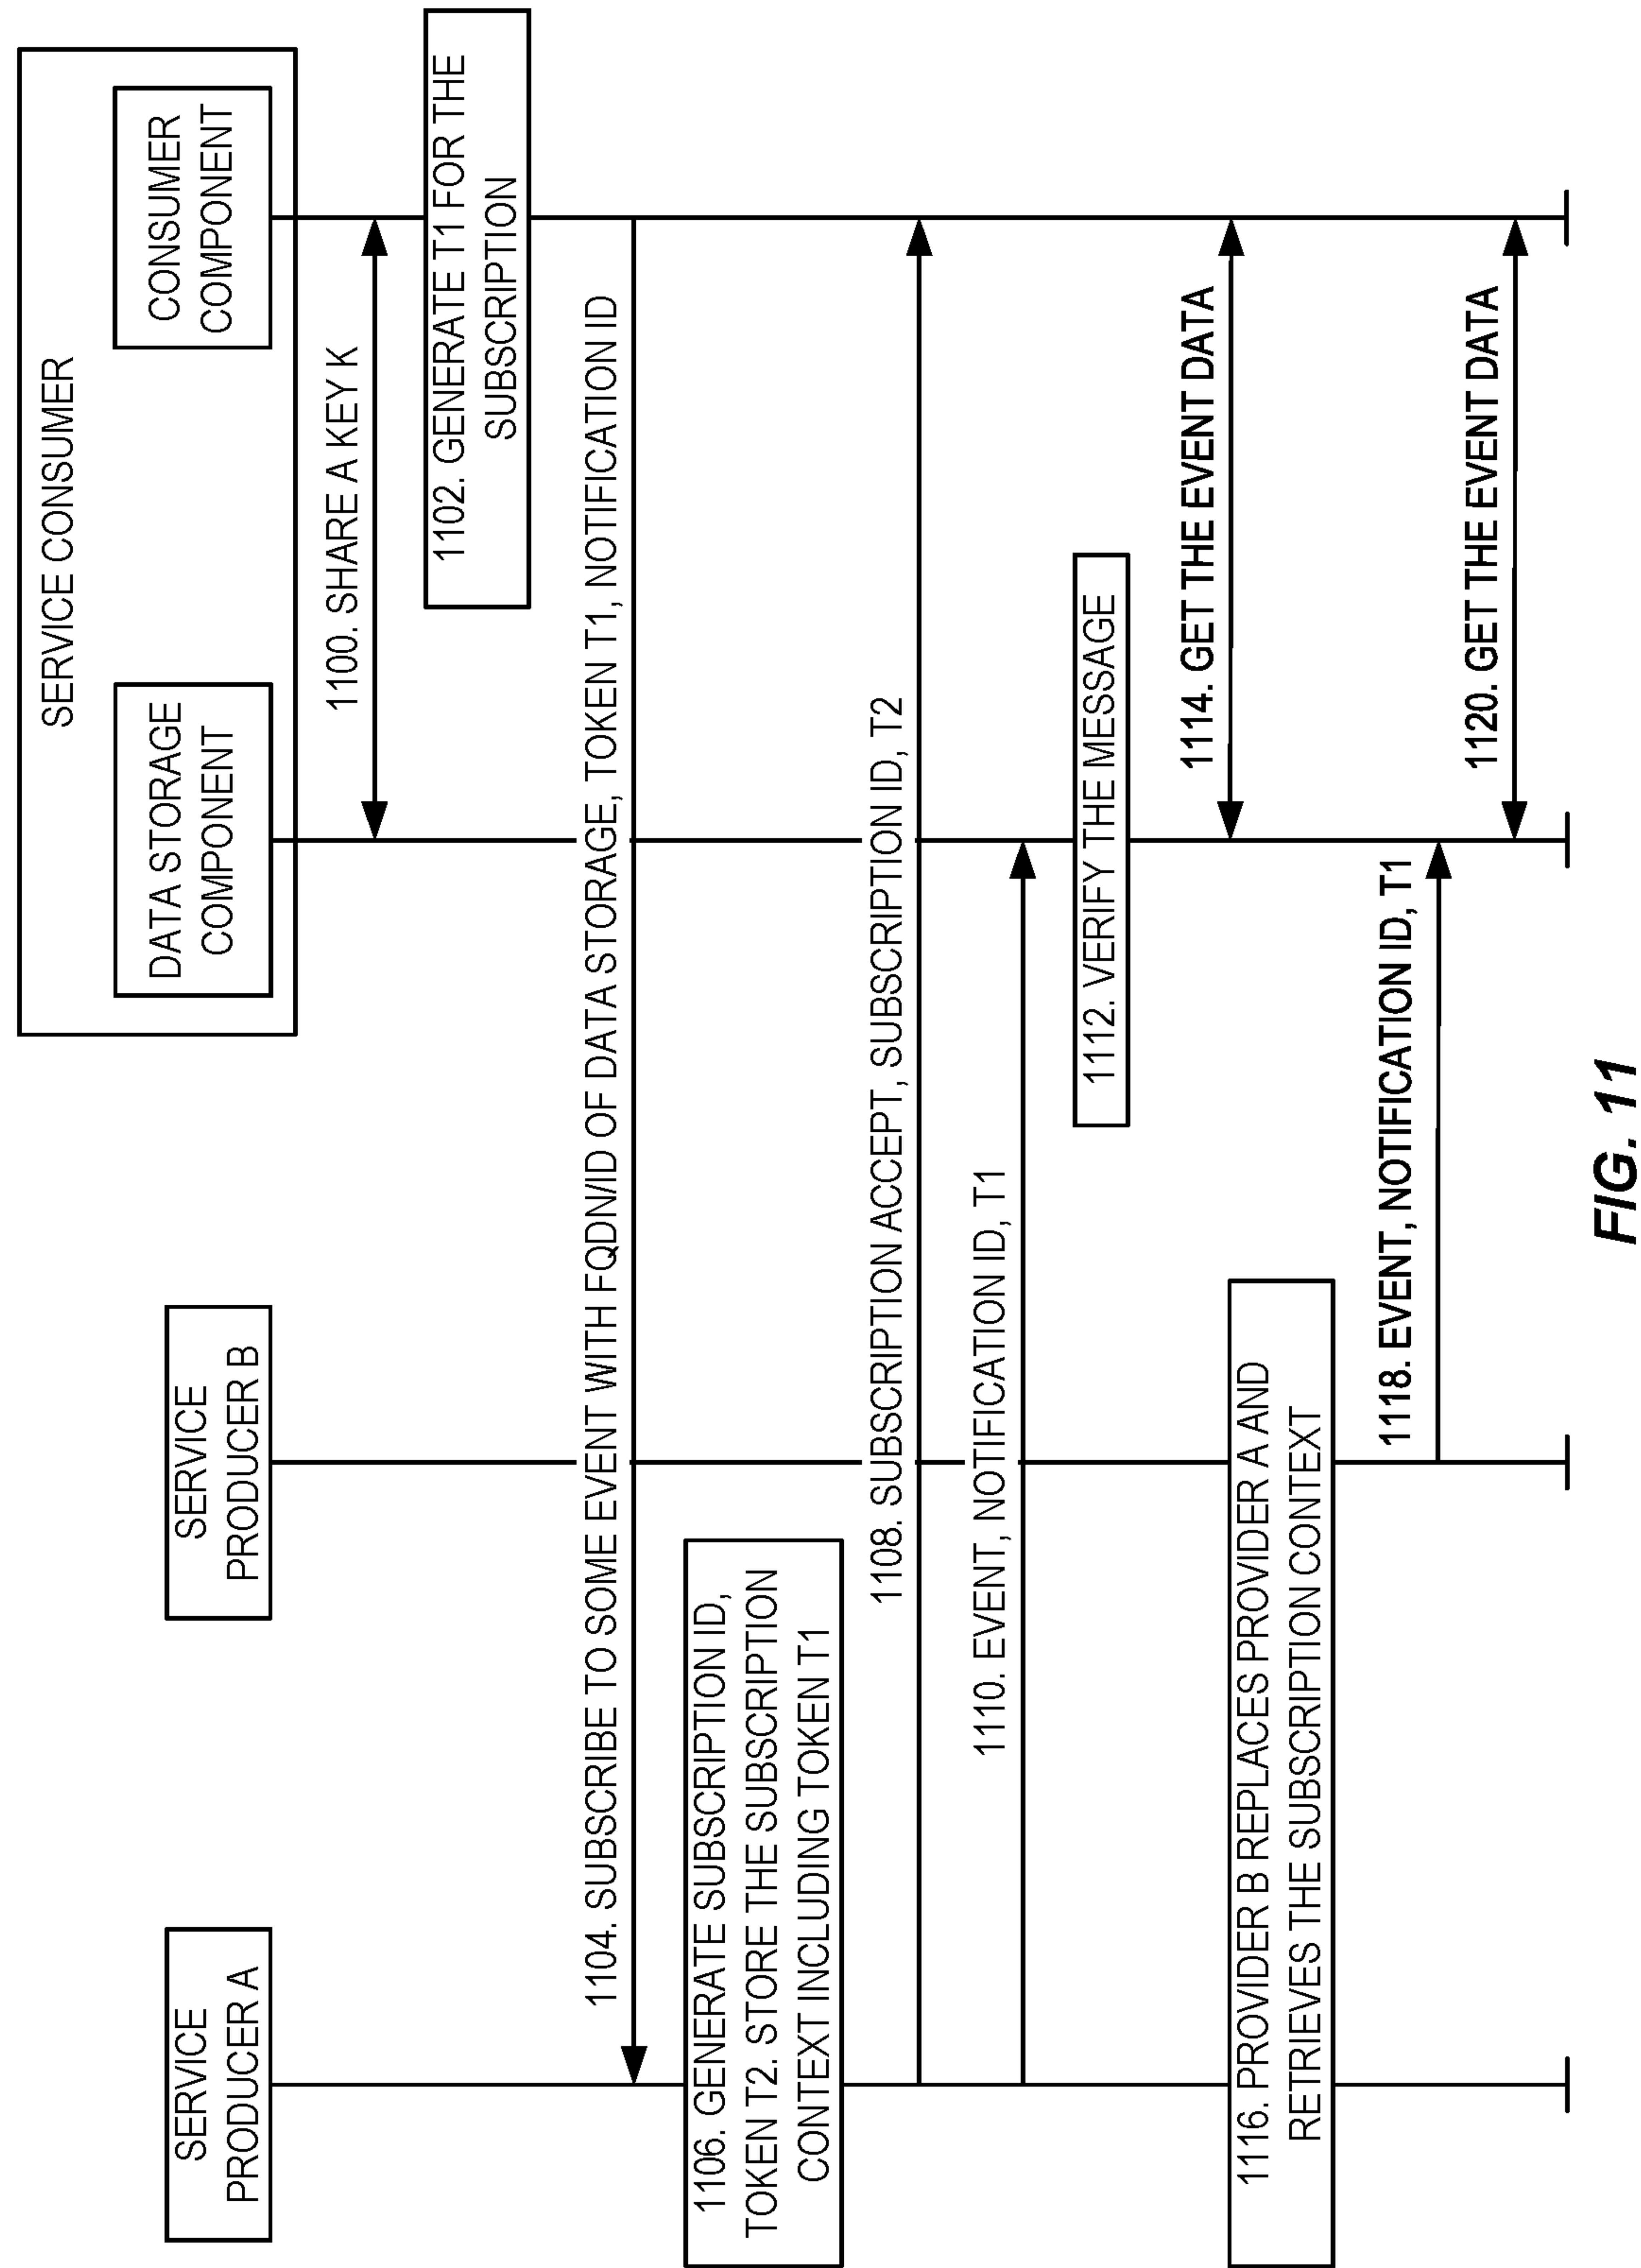 SERVICE CONSUMER
SERVICE
PRODUCER A
SERVICE
PRODUCER B
DATA STORAGE
COMPONENT
CONSUMER
COMPONENT
1100. SHARE A KEY K
1102. GENERATE T1 FOR THE
SUBSCRIPTION
1104. SUBSCRIBE TO SOME EVENT WITH FQDN/ID OF DATA STORAGE, TOKEN T1, NOTIFICATION ID
1106. GENERATE SUBSCRIPTION ID,
TOKEN T2. STORE THE SUBSCRIPTION
CONTEXT INCLUDING TOKEN T1
1108. SUBSCRIPTION ACCEPT, SUBSCRIPTION ID, T2
1110. EVENT, NOTIFICATION ID, T1
1112. VERIFY THE MESSAGE
1114. GET THE EVENT DATA
1116. PROVIDER B REPLACES PROVIDER A AND
RETRIEVES THE SUBSCRIPTION CONTEXT
1118. EVENT, NOTIFICATION ID, T1
1120. GET THE EVENT DATA
FIG. 11